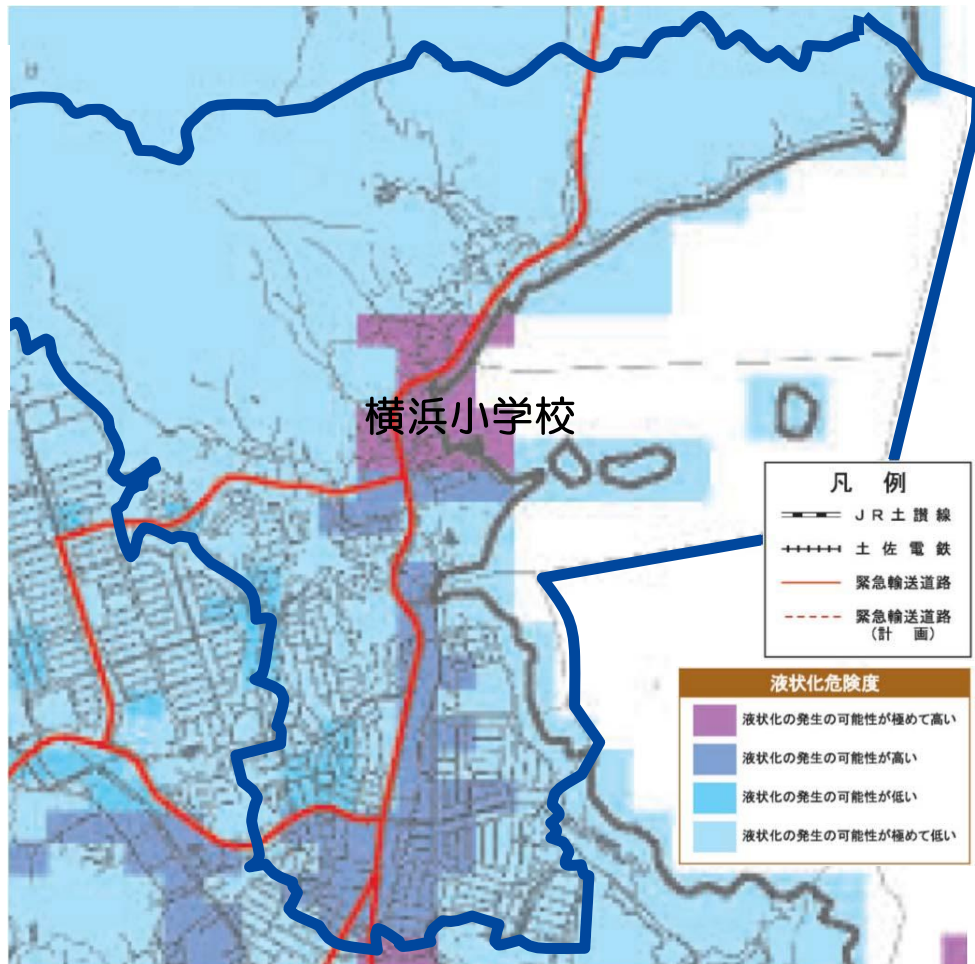 横浜小学校
凡 例
JR土讃線
土佐電鉄
緊急輸送道路
緊急輸送道路
(計 画)
液状化危険度
液状化の発生の可能性が極めて高い
液状化の発生の可能性が高い
液状化の発生の可能性が低い
液状化の発生の可能性が極めて低い